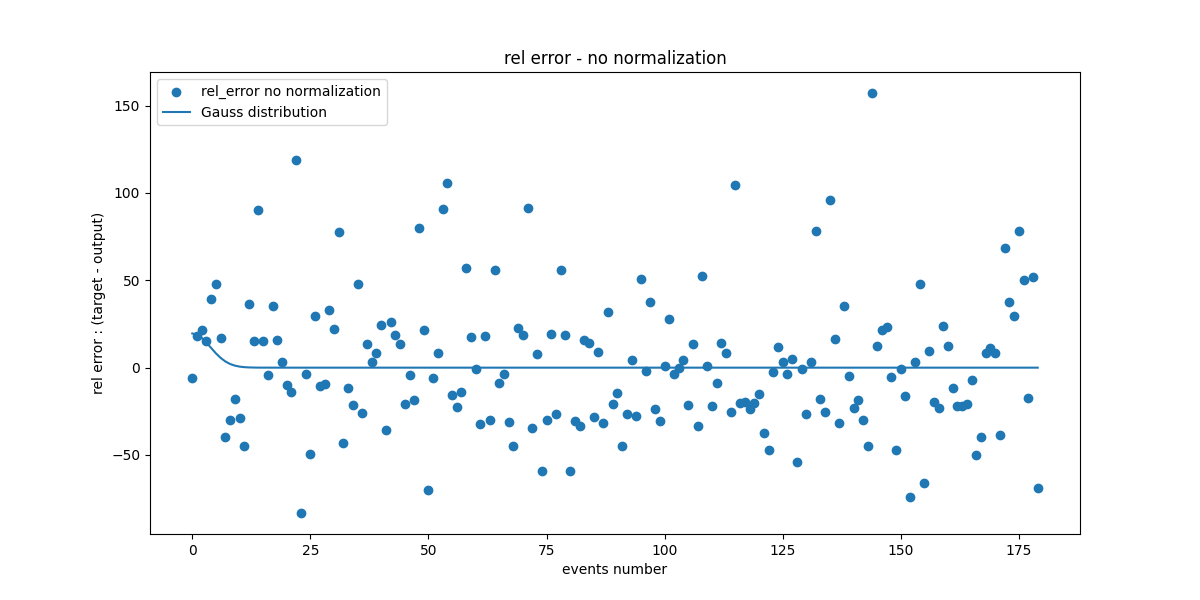 rel error - no normalization
rel_error no normalization
Gauss distribution
rel error : (target - output)
150
100
50
0
−50
0 25 50 75 100 125 150 175
events number